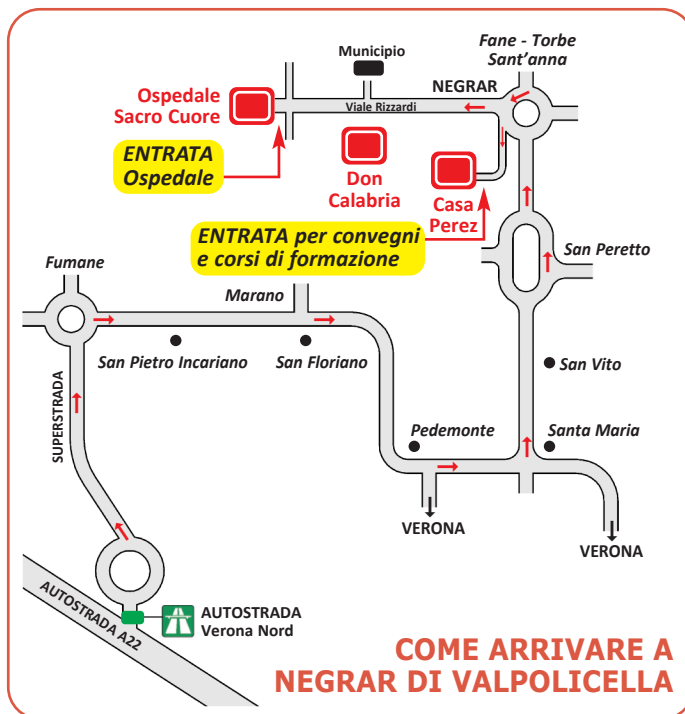 Fane - Torbe
Sant'anna
Municipio
NEGRAR
Ospedale
Sacro Cuore
Viale Rizzardi
ENTRATA
Ospedale
Don
Calabria
Casa
Perez
ENTRATA per convegni
e corsi di formazione
San Peretto
Fumane
Marano
San Pietro Incariano
San Floriano
San Vito
SUPERSTRADA
Pedemonte
Santa Maria
VERONA
VERONA
AUTOSTRADA A22
AUTOSTRADA
Verona Nord
COME ARRIVARE A
NEGRAR DI VALPOLICELLA